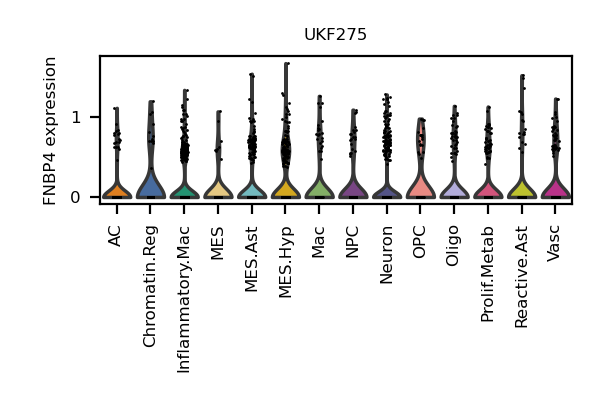 UKF275
FNBP4 expression
1
0
AC
Chromatin.Reg
Inflammatory.Mac
MES
MES.Ast
MES.Hyp
Mac
NPC
Neuron
OPC
Oligo
Prolif.Metab
Reactive.Ast
Vasc